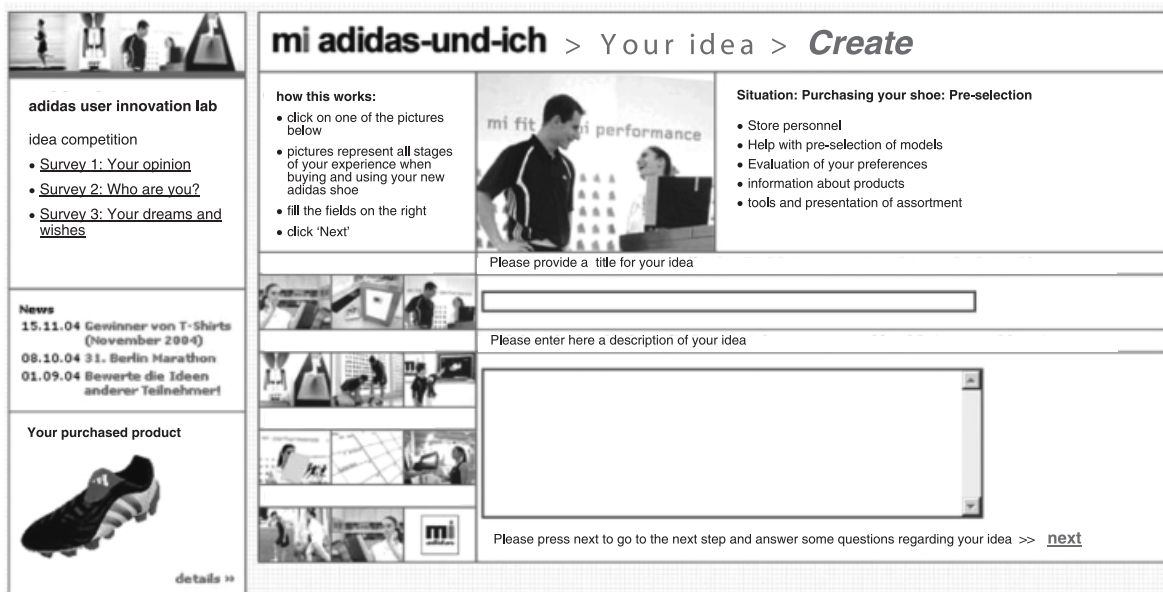 mi adidas-und-ich > Your idea > Create
adidas user innovation lab
idea competition
• Survey 1: Your opinion
• Survey 2: Who are you?
• Survey 3: Your dreams and
wishes
News
15.11.04 Gewinner von T-Shirts
(November 2004)
08.10.04 31. Berlin Marathon
01.09.04 Bewerte die Ideen
anderer Teilnehmer!
Your purchased product
details »
how this works:
• click on one of the pictures
below
• pictures represent all stages
of your experience when
buying and using your new
adidas shoe
• fill the fields on the right
• click ‘Next’
mi fit mi performance
Situation: Purchasing your shoe: Pre-selection
• Store personnel
• Help with pre-selection of models
• Evaluation of your preferences
• information about products
• tools and presentation of assortment
Please provide a title for your idea
Please enter here a description of your idea
mi
Please press next to go to the next step and answer some questions regarding your idea >> next